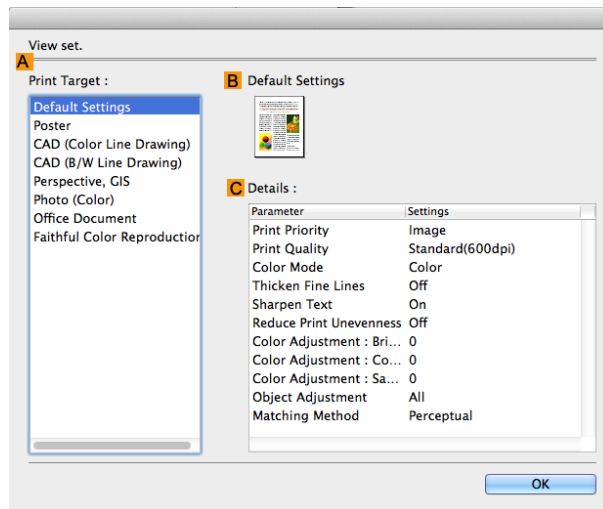 View set.
A
Print Target :
Default Settings
Poster
CAD (Color Line Drawing)
CAD (B/W Line Drawing)
Perspective, GIS
Photo (Color)
Office Document
Faithful Color Reproduction
B Default Settings
C Details :
Parameter Settings
Print Priority Image
Print Quality Standard(600dpi)
Color Mode Color
Thicken Fine Lines Off
Sharpen Text On
Reduce Print Unevenness Off
Color Adjustment : Bri... 0
Color Adjustment : Co... 0
Color Adjustment : Sa... 0
Object Adjustment All
Matching Method Perceptual
OK